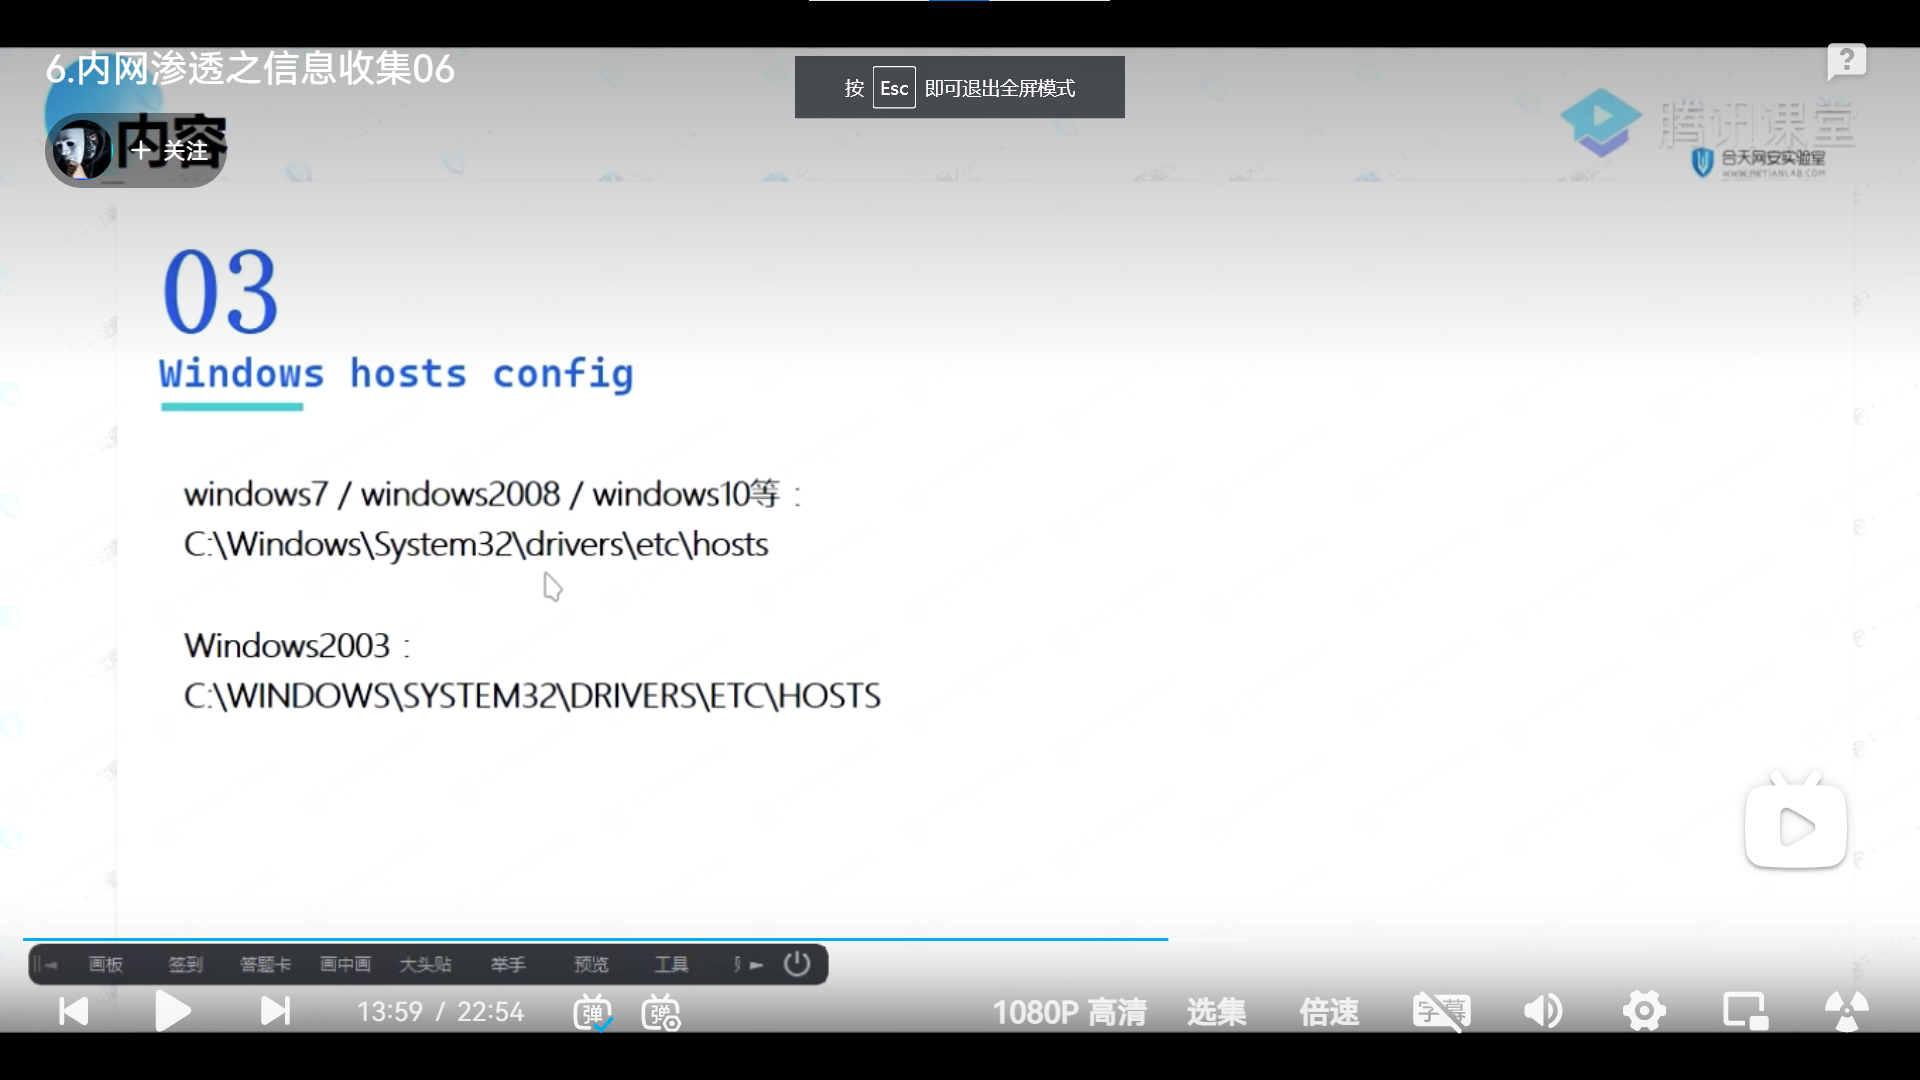 6.内网渗透之信息收集06
按 Esc 即可退出全屏模式
?
内容
+ 关注
腾讯课堂
合天网安实验室
WWW.HETIANLAB.COM
03
Windows hosts config
windows7 / windows2008 / windows10等：
C:\Windows\System32\drivers\etc\hosts
Windows2003：
C:\WINDOWS\SYSTEM32\DRIVERS\ETC\HOSTS
画板 签到 答题卡 画中画 大头贴 举手 预览 工具
13:59 / 22:54 弹 弹 1080P 高清 选集 倍速 字幕